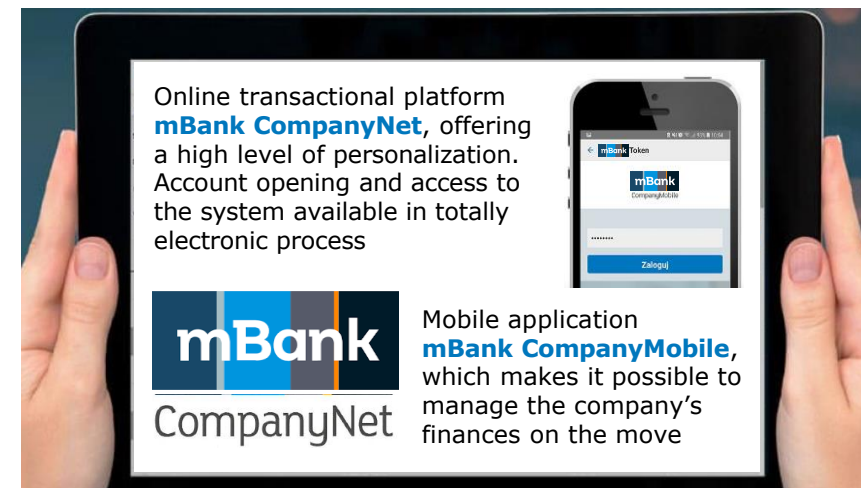 Online transactional platform
mBank CompanyNet, offering
a high level of personalization.
Account opening and access to
the system available in totally
electronic process
mBank Token
mBank
CompanyMobile
••••••••
Zaloguj
mBank
CompanyNet
Mobile application
mBank CompanyMobile,
which makes it possible to
manage the company's
finances on the move